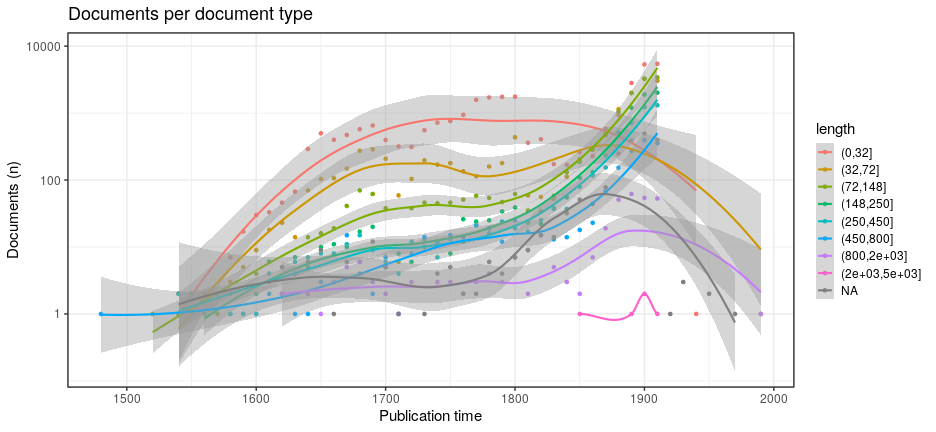 Documents per document type
Documents (n)
10000
100
1
1500
1600
1700
1800
1900
2000
Publication time
length
(0,32]
(32,72]
(72,148]
(148,250]
(250,450]
(450,800]
(800,2e+03]
(2e+03,5e+03]
NA